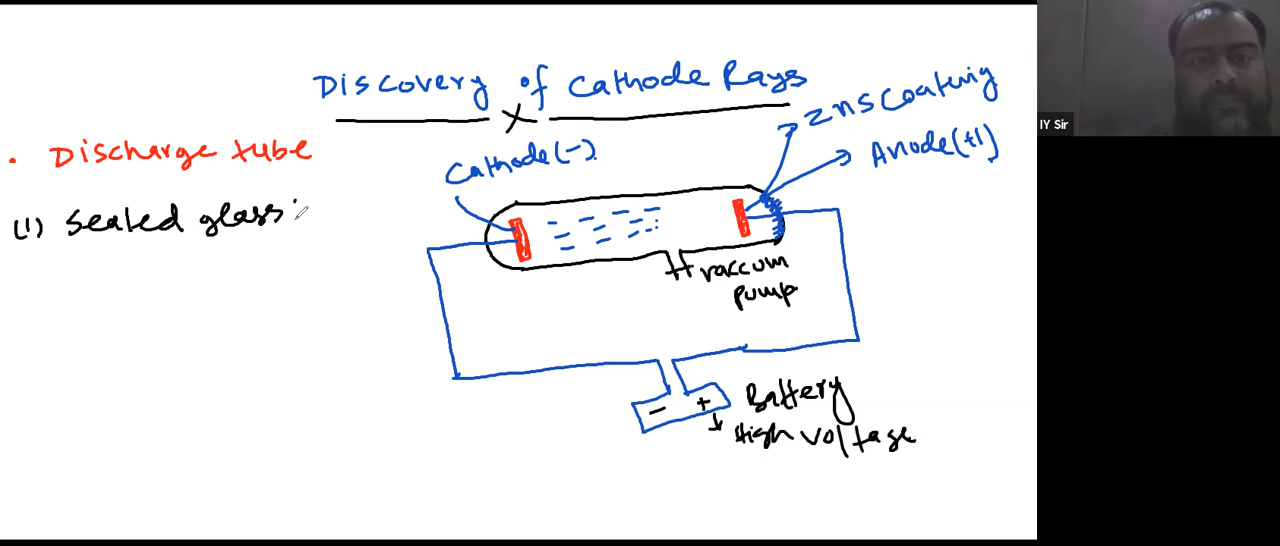 Discovery of Cathode Rays
ZnS Coating
Anode(+)
Cathode(-)
. Discharge tube
(1) Sealed glass
vaccum
pump
- +
Battery
High voltage
IY Sir